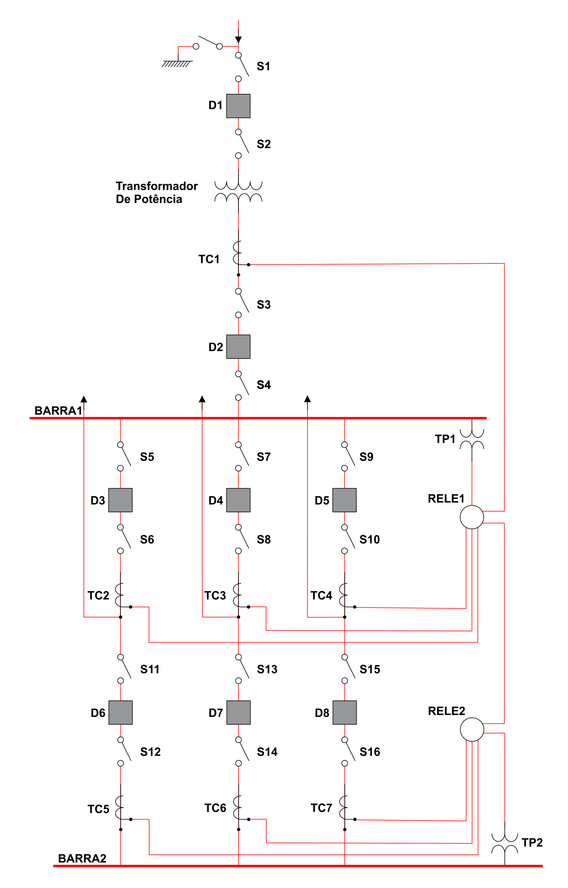 S1
D1
S2
Transformador
De Potência
TC1
S3
D2
S4
BARRA1
TP1
S5
S7
S9
D3
D4
D5
RELE1
S6
S8
S10
TC2
TC3
TC4
S11
S13
S15
D6
D7
D8
RELE2
S12
S14
S16
TC5
TC6
TC7
TP2
BARRA2